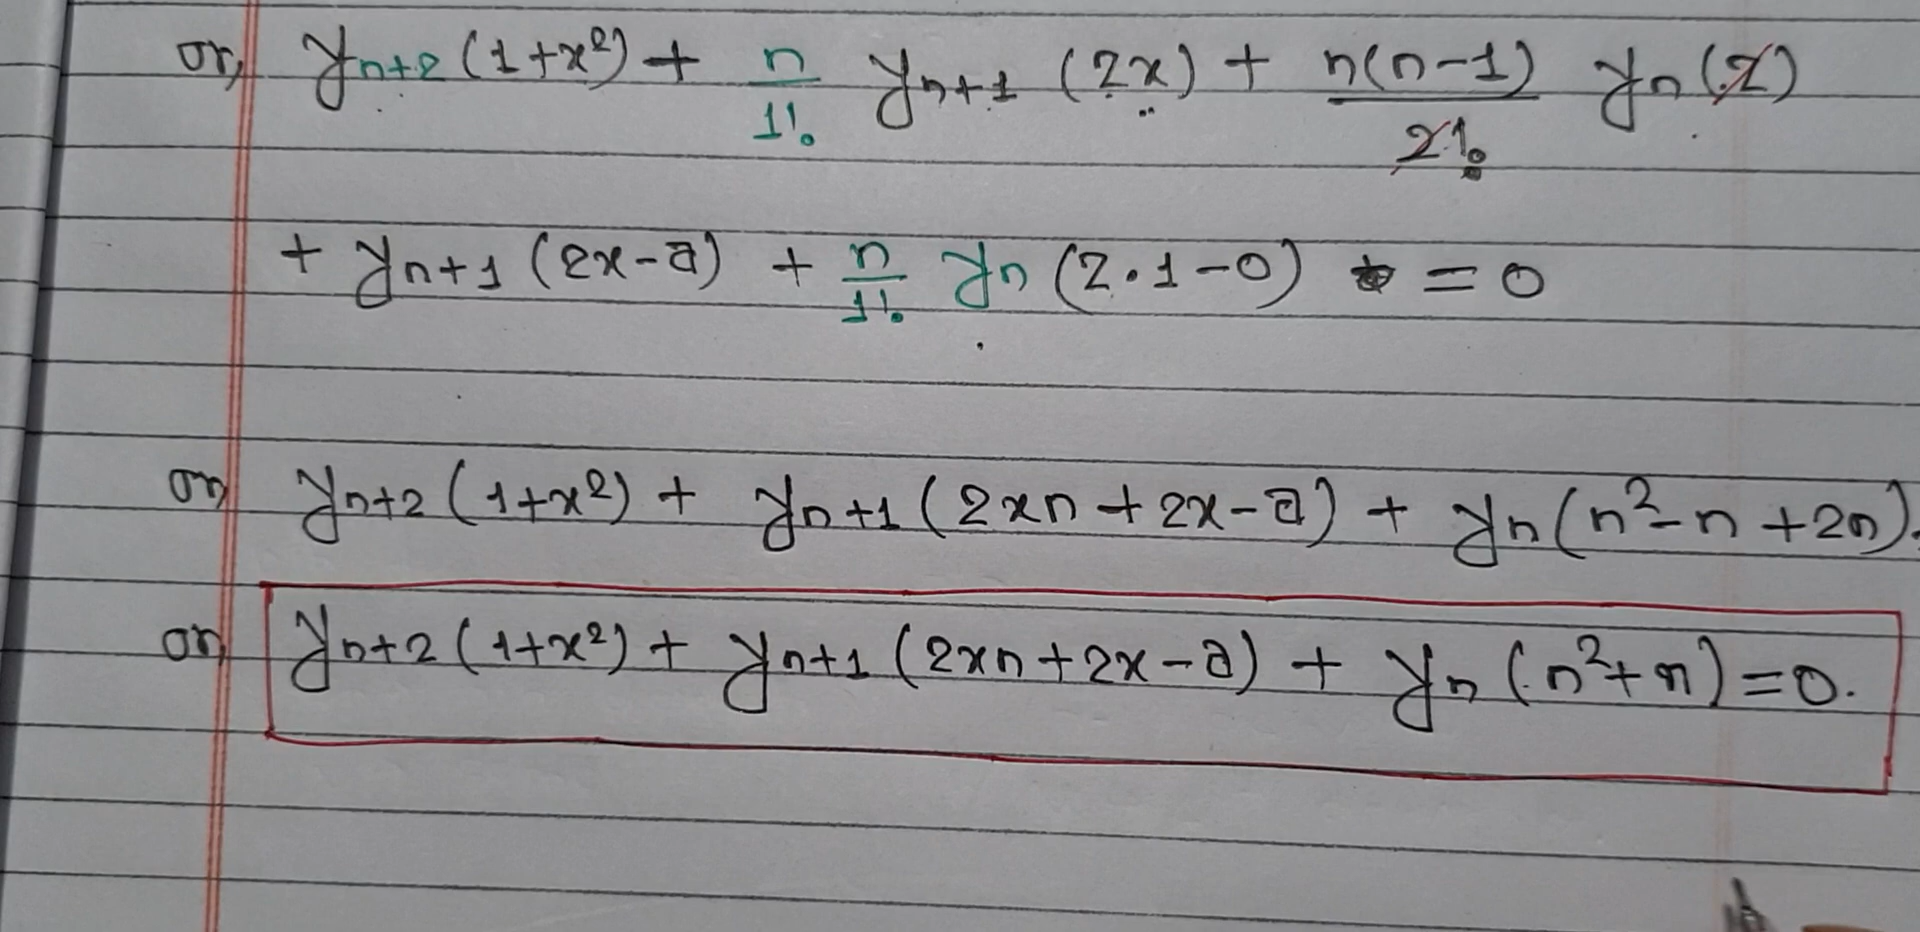 or, yₙ₊₂ (1+x²) + n/1! yₙ₊₁ (2x) + n(n-1)/2! yₙ (2)
+ yₙ₊₁ (2x-a) + n/1! yₙ (2·1-0) = 0
or, yₙ₊₂ (1+x²) + yₙ₊₁ (2xn + 2x-a) + yₙ (n²-n+2n)
or, yₙ₊₂ (1+x²) + yₙ₊₁ (2xn+2x-a) + yₙ (n²+n) = 0.